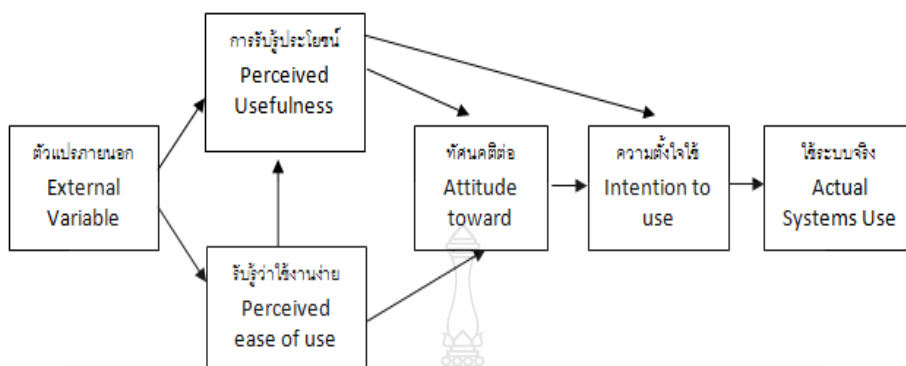 การรับรู้ประโยชน์
Perceived
Usefulness
ตัวแปรภายนอก
External
Variable
ทัศนคติต่อ
Attitude
toward
ความตั้งใจใช้
Intention to
use
ใช้ระบบจริง
Actual
Systems Use
รับรู้ว่าใช้งานง่าย
Perceived
ease of use